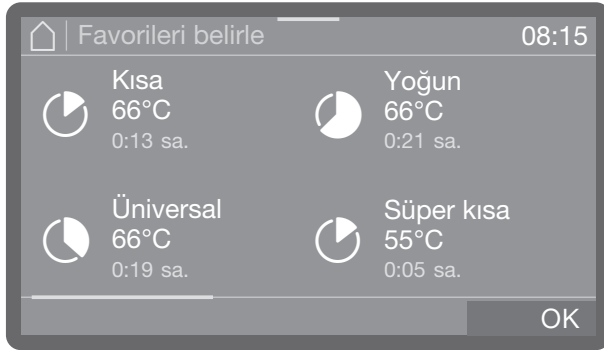 Favorileri belirle 08:15
Kısa
66°C
0:13 sa.
Yoğun
66°C
0:21 sa.
Üniversal
66°C
0:19 sa.
Süper kısa
55°C
0:05 sa.
OK